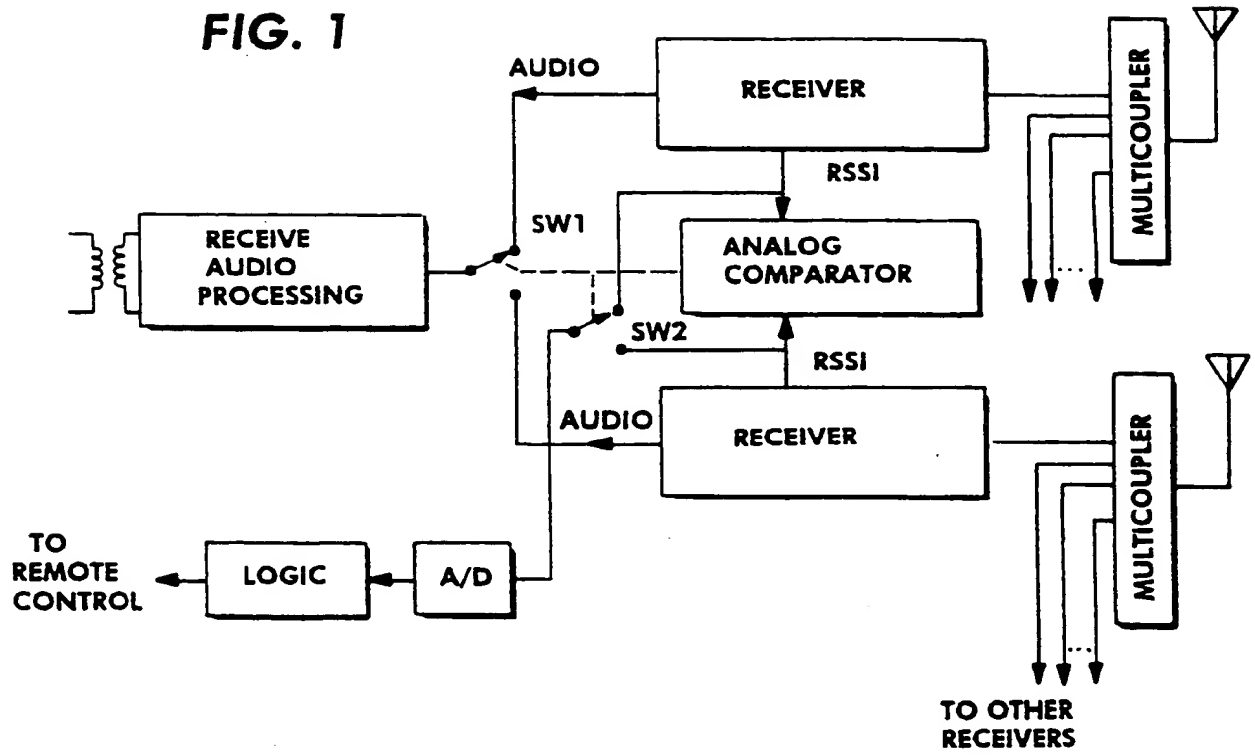 FIG. 1
AUDIO
RECEIVER
MULTICOUPLER
RSSI
SW1
RECEIVE
AUDIO
PROCESSING
ANALOG
COMPARATOR
SW2
RSSI
AUDIO
RECEIVER
MULTICOUPLER
TO
REMOTE
CONTROL
LOGIC
A/D
TO OTHER
RECEIVERS